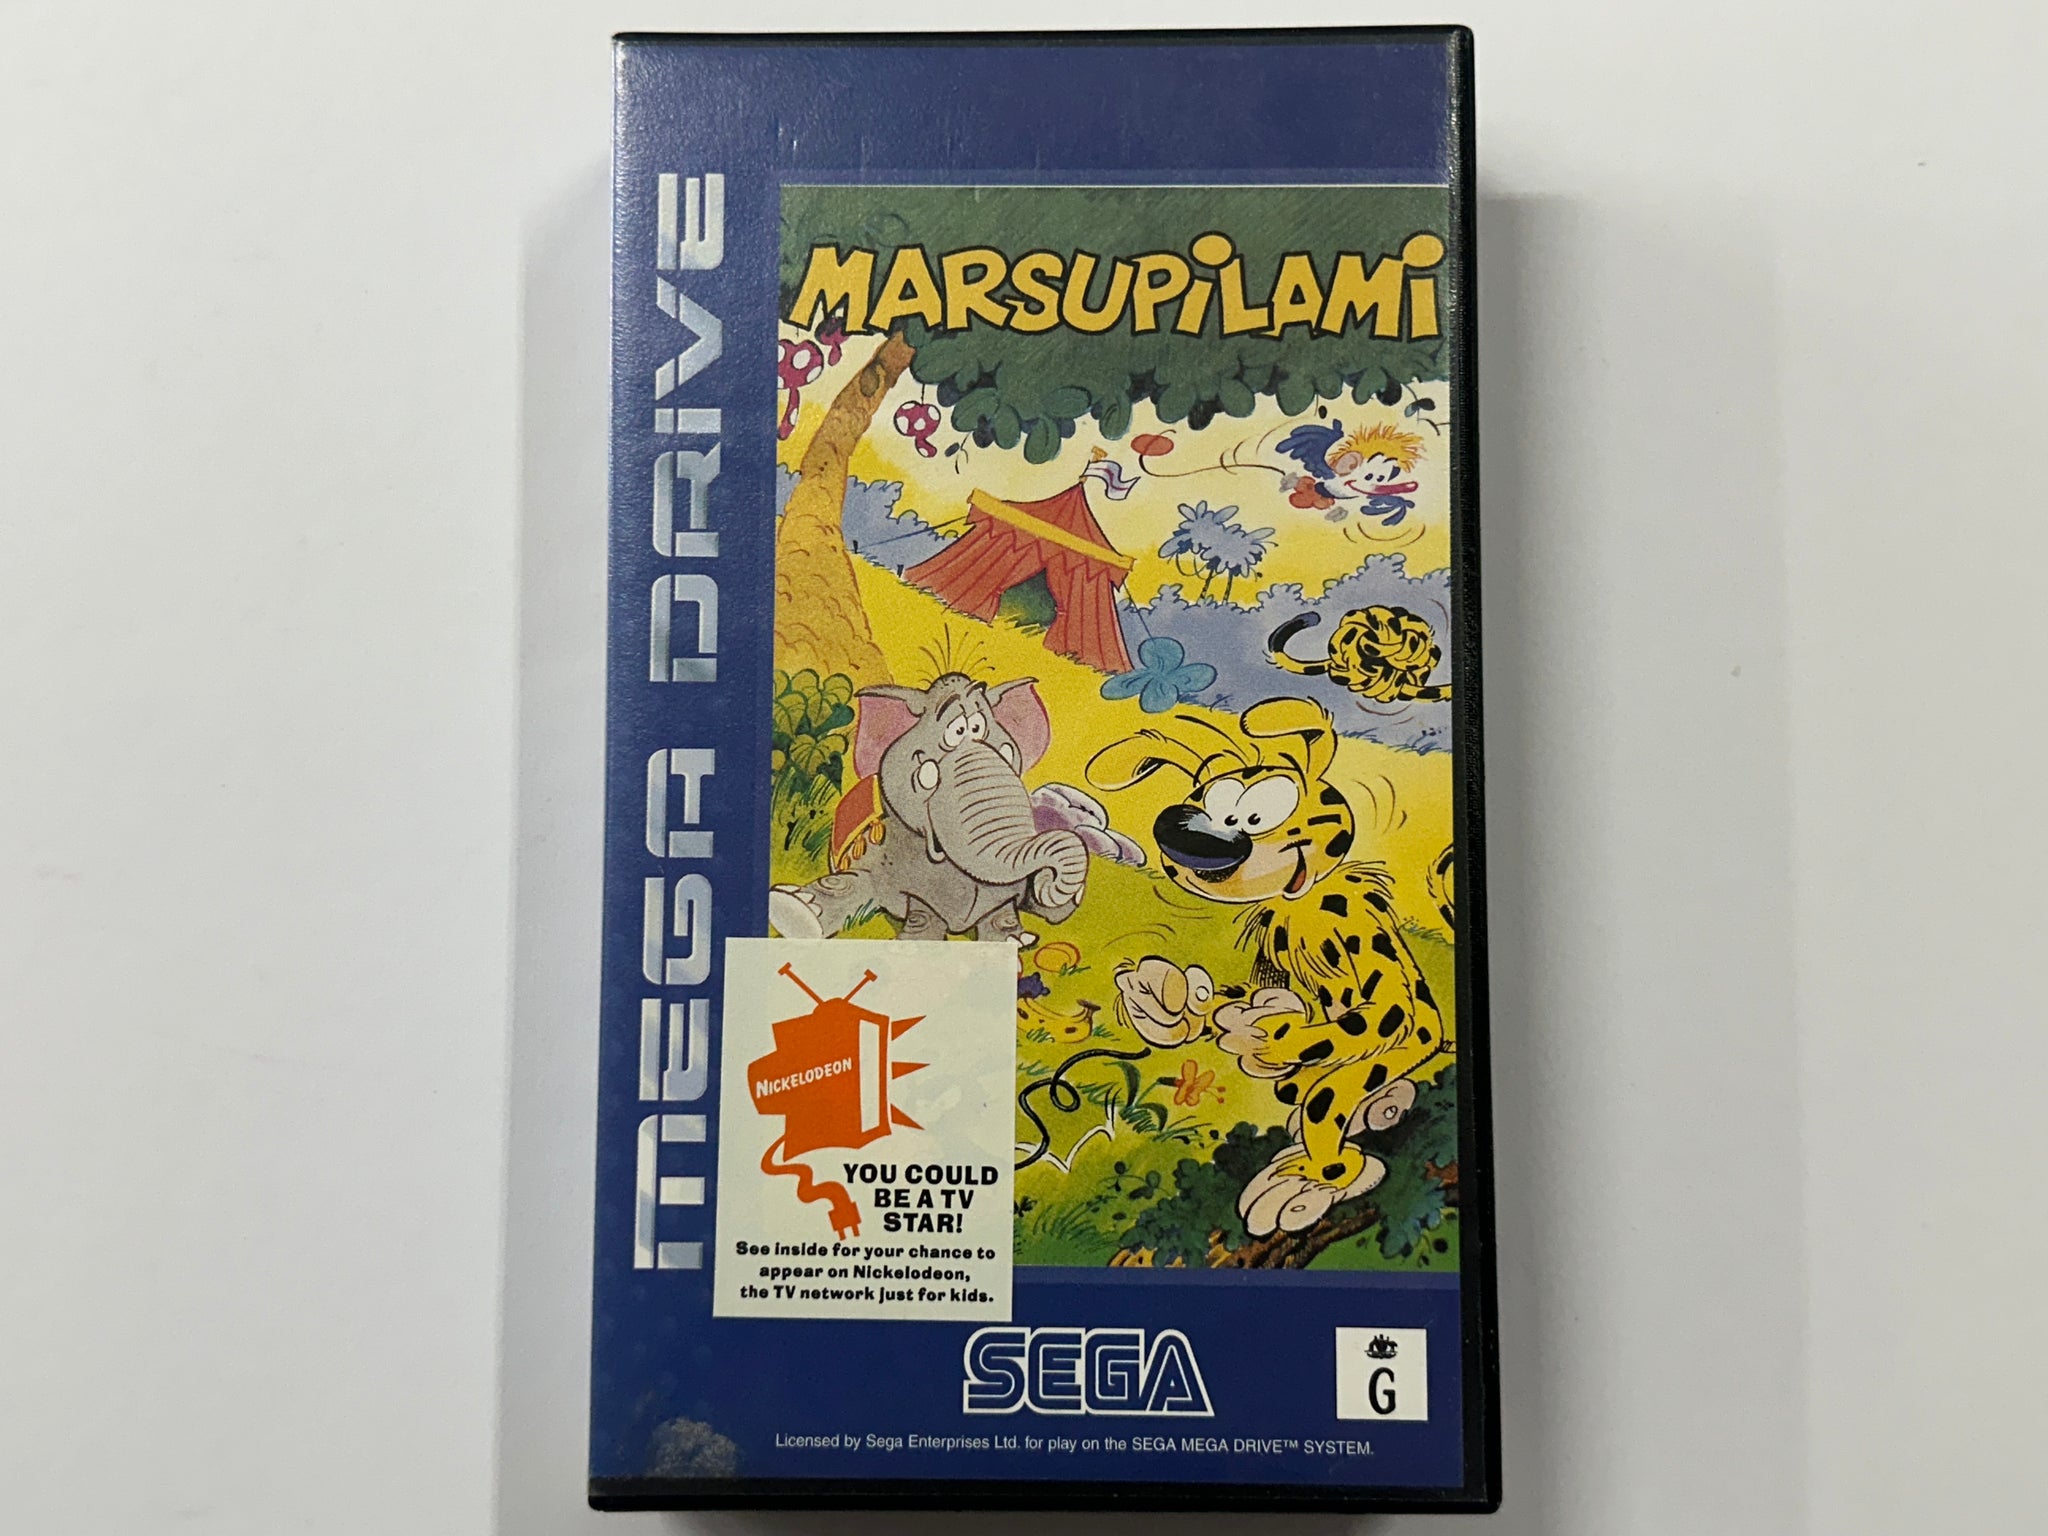 MEGA DRIVE
MARSUPiLAMi
NICKELODEON
YOU COULD
BE A TV
STAR!
See inside for your chance to
appear on Nickelodeon,
the TV network just for kids.
SEGA
G
Licensed by Sega Enterprises Ltd. for play on the SEGA MEGA DRIVE™ SYSTEM.